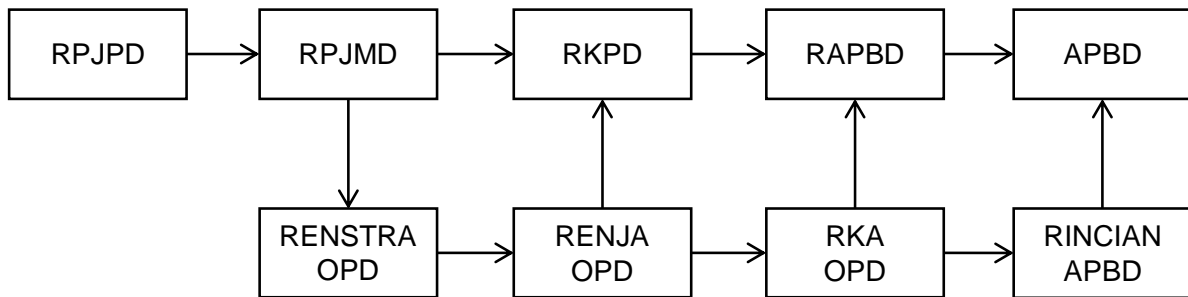 RPJPD
RPJMD
RKPD
RAPBD
APBD
RENSTRA
OPD
RENJA
OPD
RKA
OPD
RINCIAN
APBD